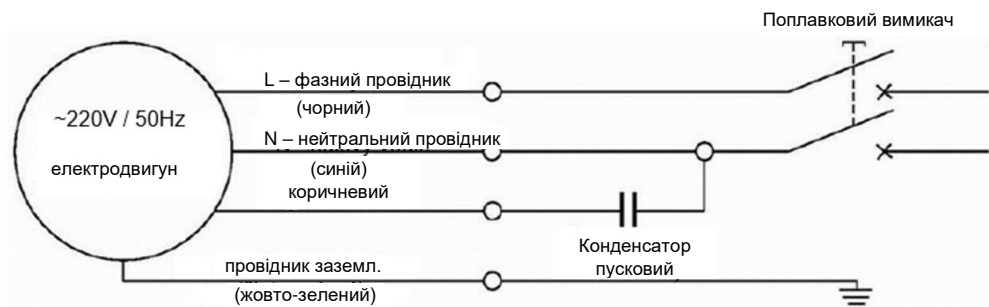 Поплавковий вимикач
L – фазний провідник
(чорний)
~220V / 50Hz
N – нейтральний провідник
електродвигун
(синій)
коричневий
Конденсатор
пусковий
провідник заземл.
(жовто-зелений)